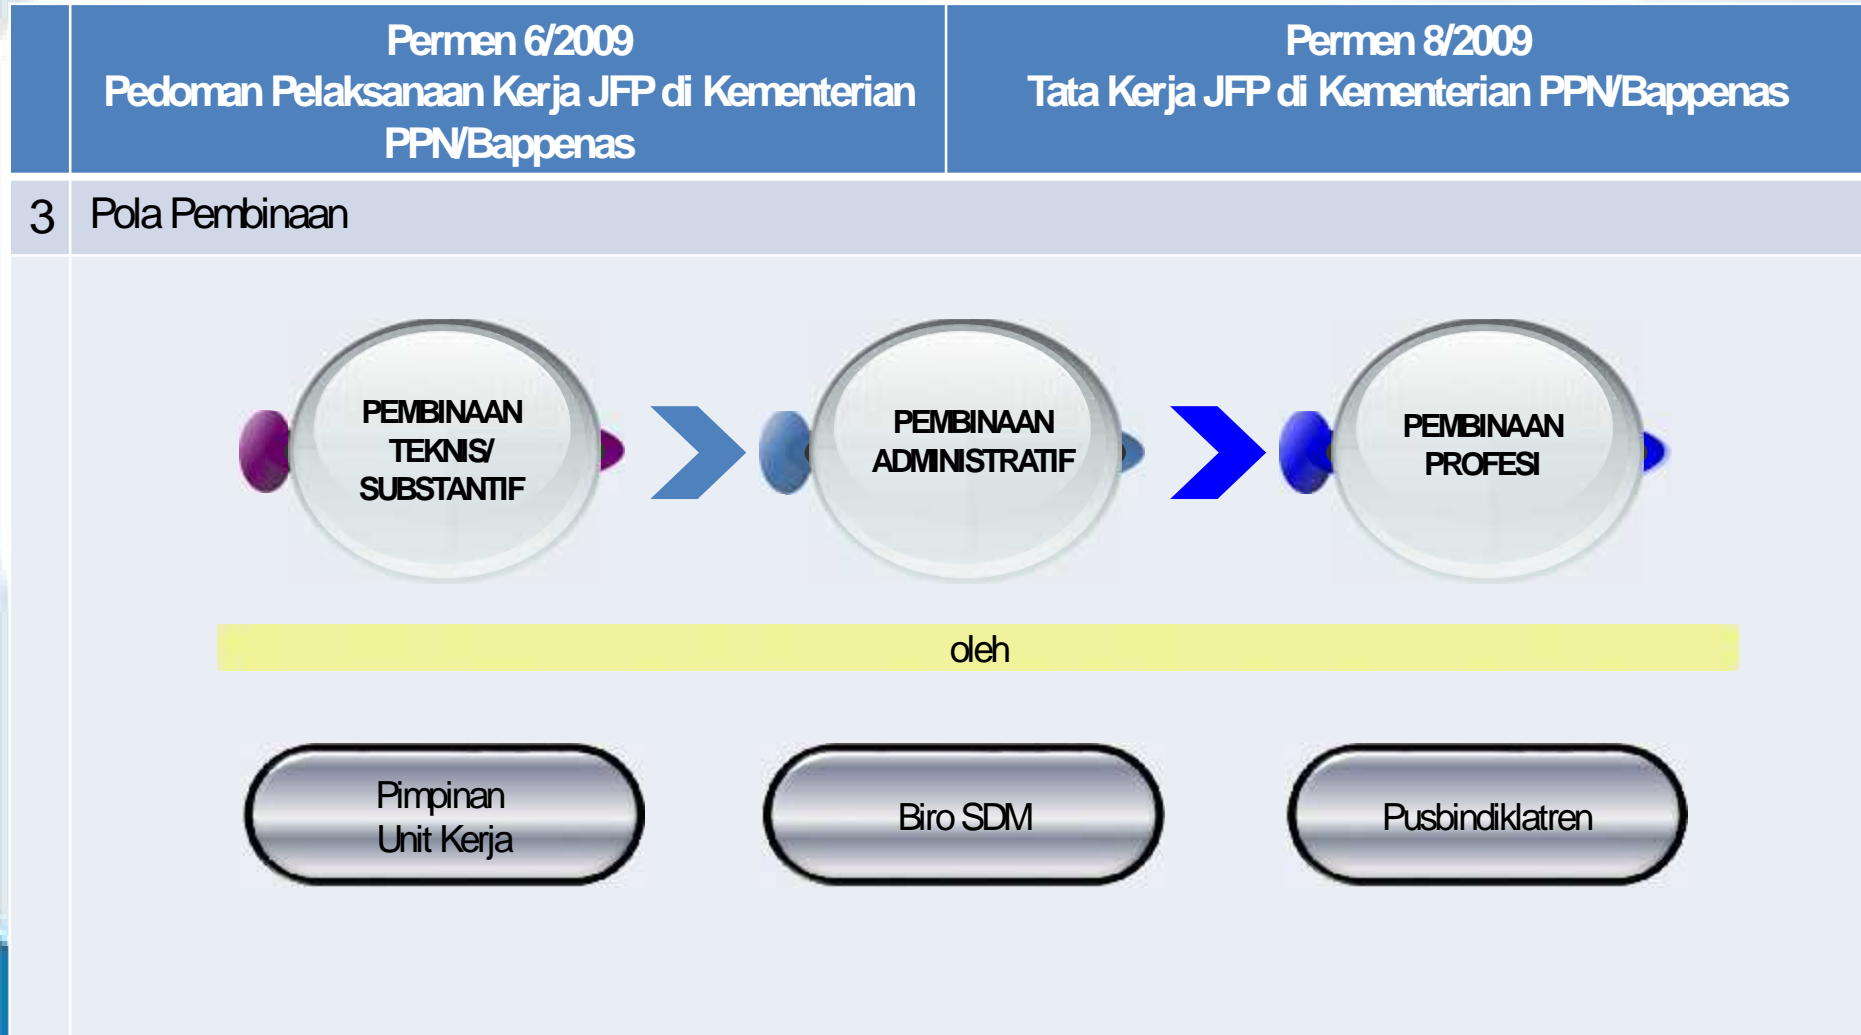 Permen 6/2009
Pedoman Pelaksanaan Kerja JFP di Kementerian
PPN/Bappenas
Permen 8/2009
Tata Kerja JFP di Kementerian PPN/Bappenas
3 Pola Pembinaan
PEMBINAAN
TEKNIS/
SUBSTANTIF
PEMBINAAN
ADMINISTRATIF
PEMBINAAN
PROFESI
oleh
Pimpinan
Unit Kerja
Biro SDM
Pusbindiklatren